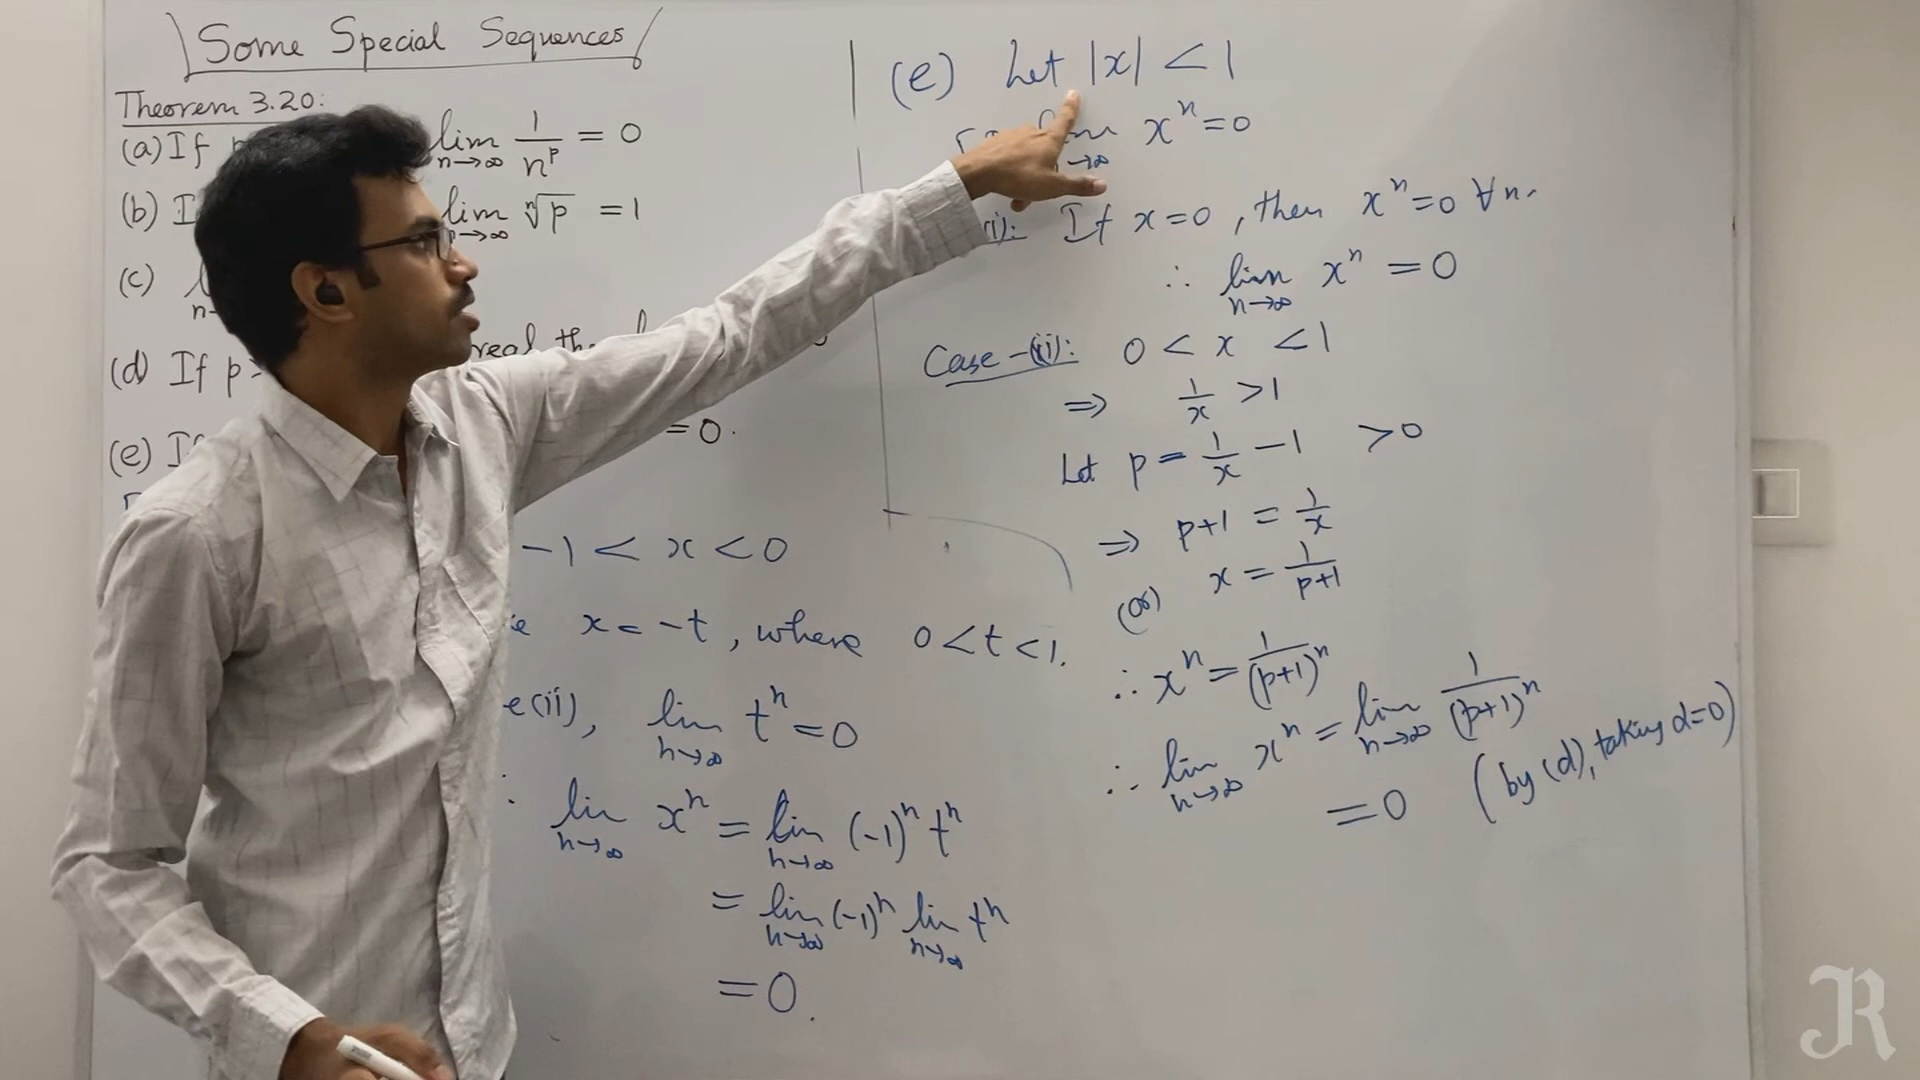 Some Special Sequences
Theorem 3.20:
(a) If lim n→∞ 1/n^p = 0
(b) lim n→∞ ⁿ√p = 1
(c)
n→
(d) If p > real
(e) If = 0.
-1 < x < 0
x = -t, where 0 < t < 1.
e(ii), lim n→∞ t^n = 0
lim n→∞ x^n = lim n→∞ (-1)^n t^n
= lim n→∞ (-1)^n lim n→∞ t^n
= 0.
(e) Let |x| < 1
x^n = 0
→∞
(i): If x = 0, then x^n = 0 ∀ n.
∴ lim n→∞ x^n = 0
Case-(ii): 0 < x < 1
⇒ 1/x > 1
Let p = 1/x - 1 > 0
⇒ p+1 = 1/x
(or) x = 1/(p+1)
∴ x^n = 1/(p+1)^n
∴ lim n→∞ x^n = lim n→∞ 1/(p+1)^n
= 0 (by (d), taking α=0)
R